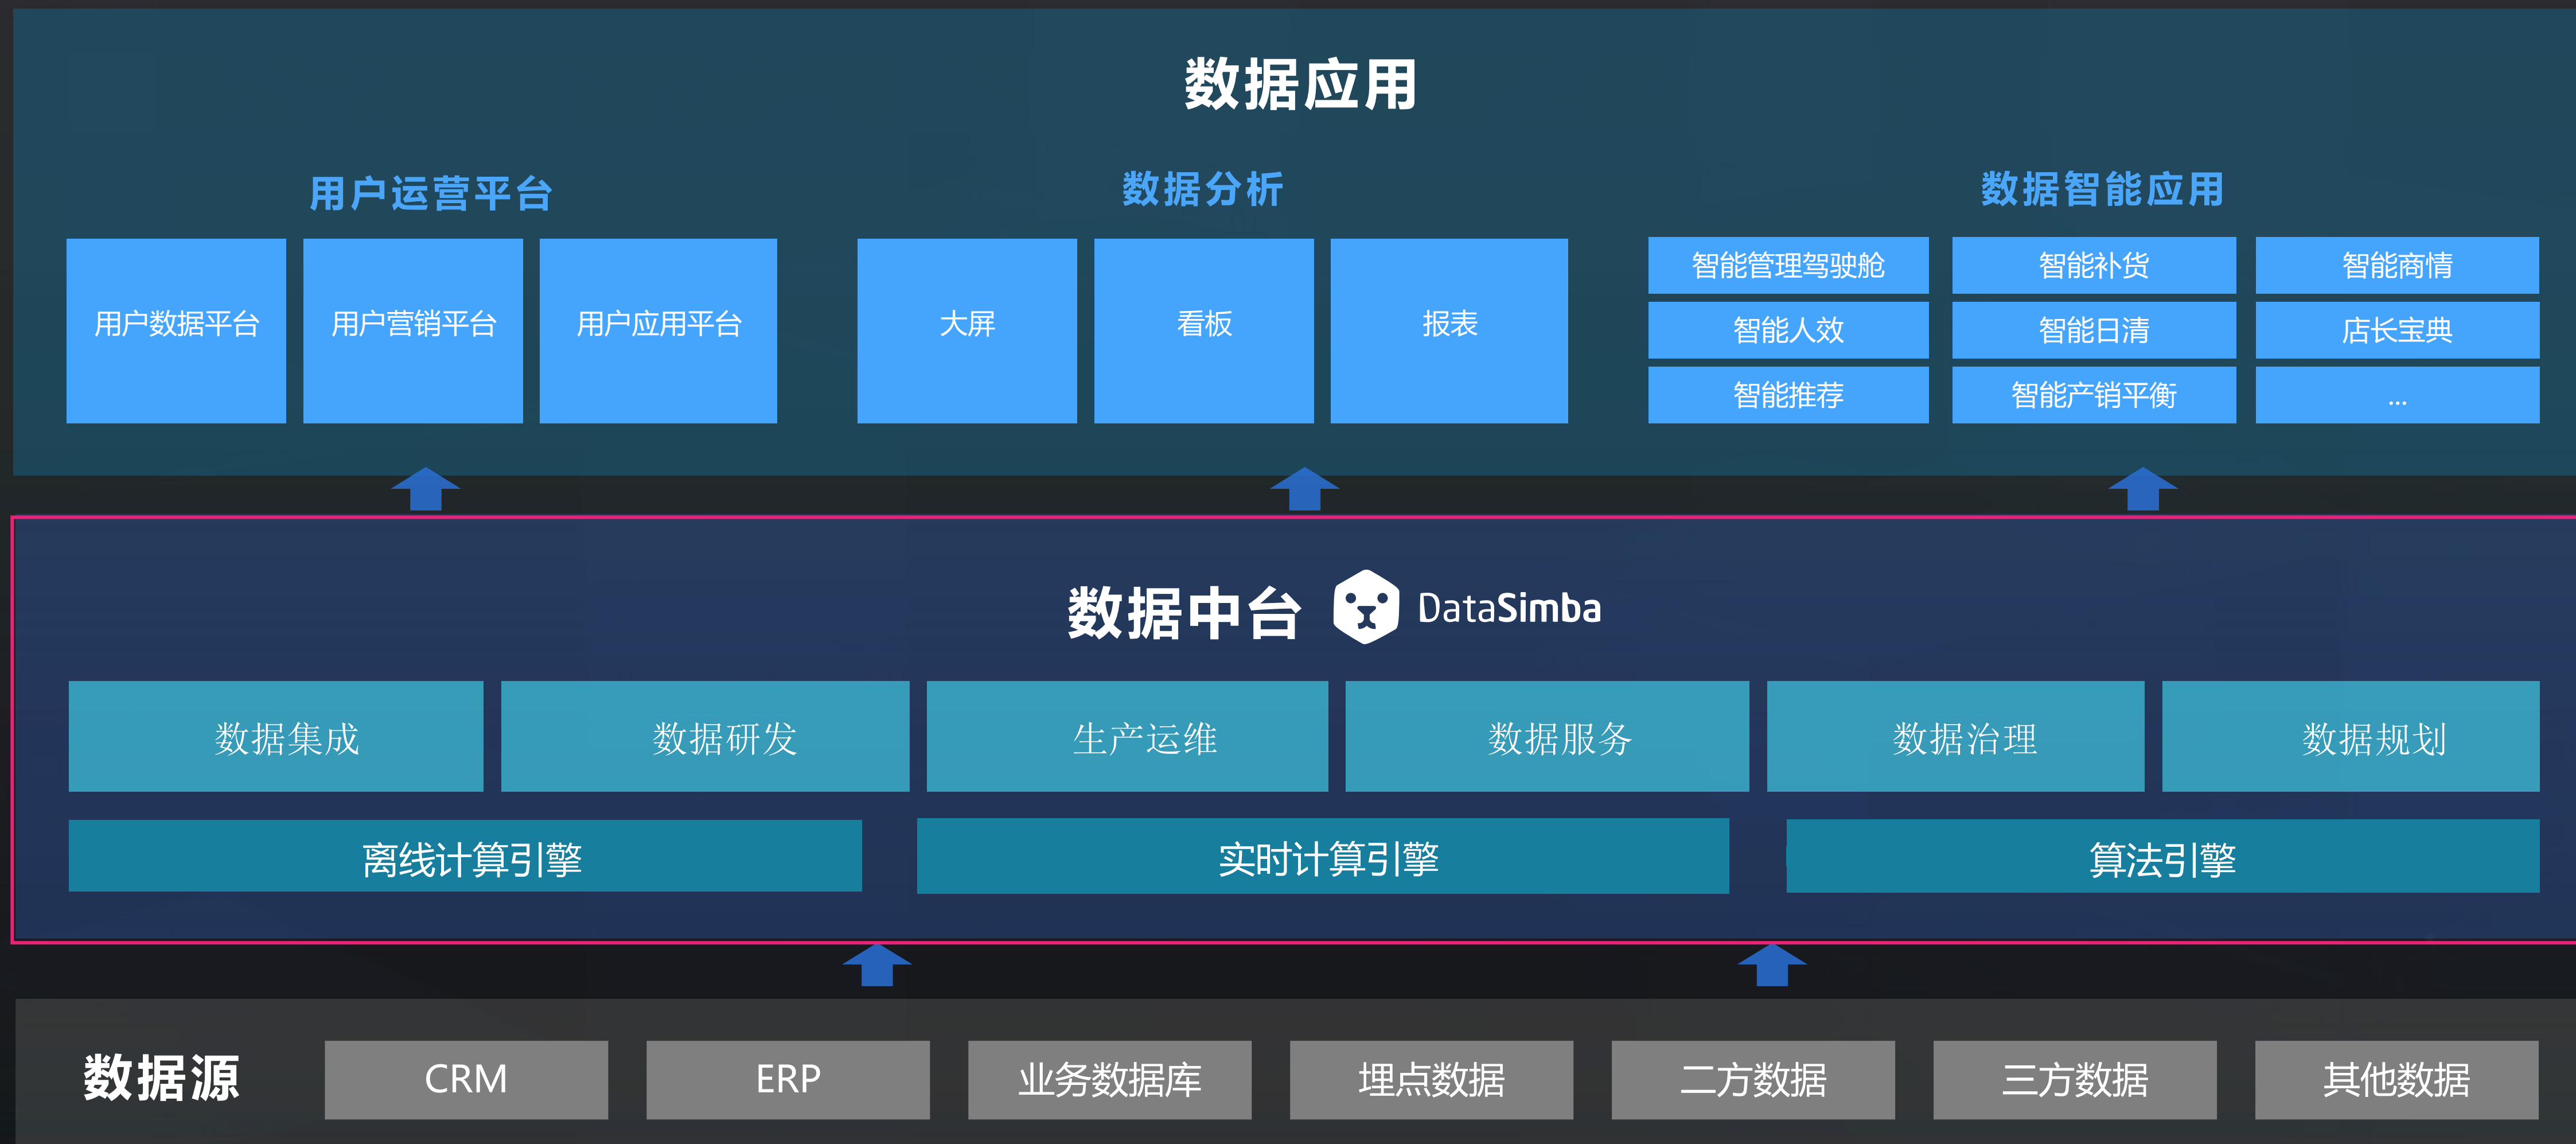 数据应用
用户运营平台
数据分析
数据智能应用
用户数据平台
用户营销平台
用户应用平台
大屏
看板
报表
智能管理驾驶舱
智能补货
智能商情
智能人效
智能日清
店长宝典
智能推荐
智能产销平衡
...
数据中台 DataSimba
数据集成
数据研发
生产运维
数据服务
数据治理
数据规划
离线计算引擎
实时计算引擎
算法引擎
数据源
CRM
ERP
业务数据库
埋点数据
二方数据
三方数据
其他数据